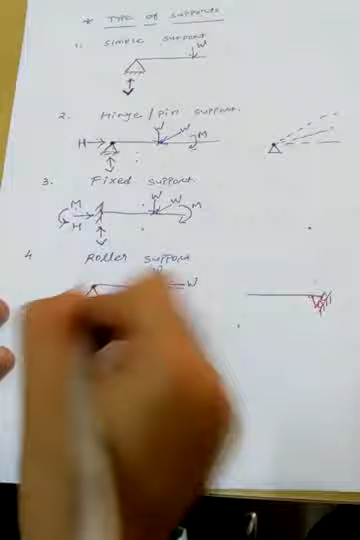 * TYPE OF SUPPORTS
1. Simple support
W
2. Hinge / pin support.
W W
H M
3. Fixed support
W W
M M
H
4 Roller support
W
W